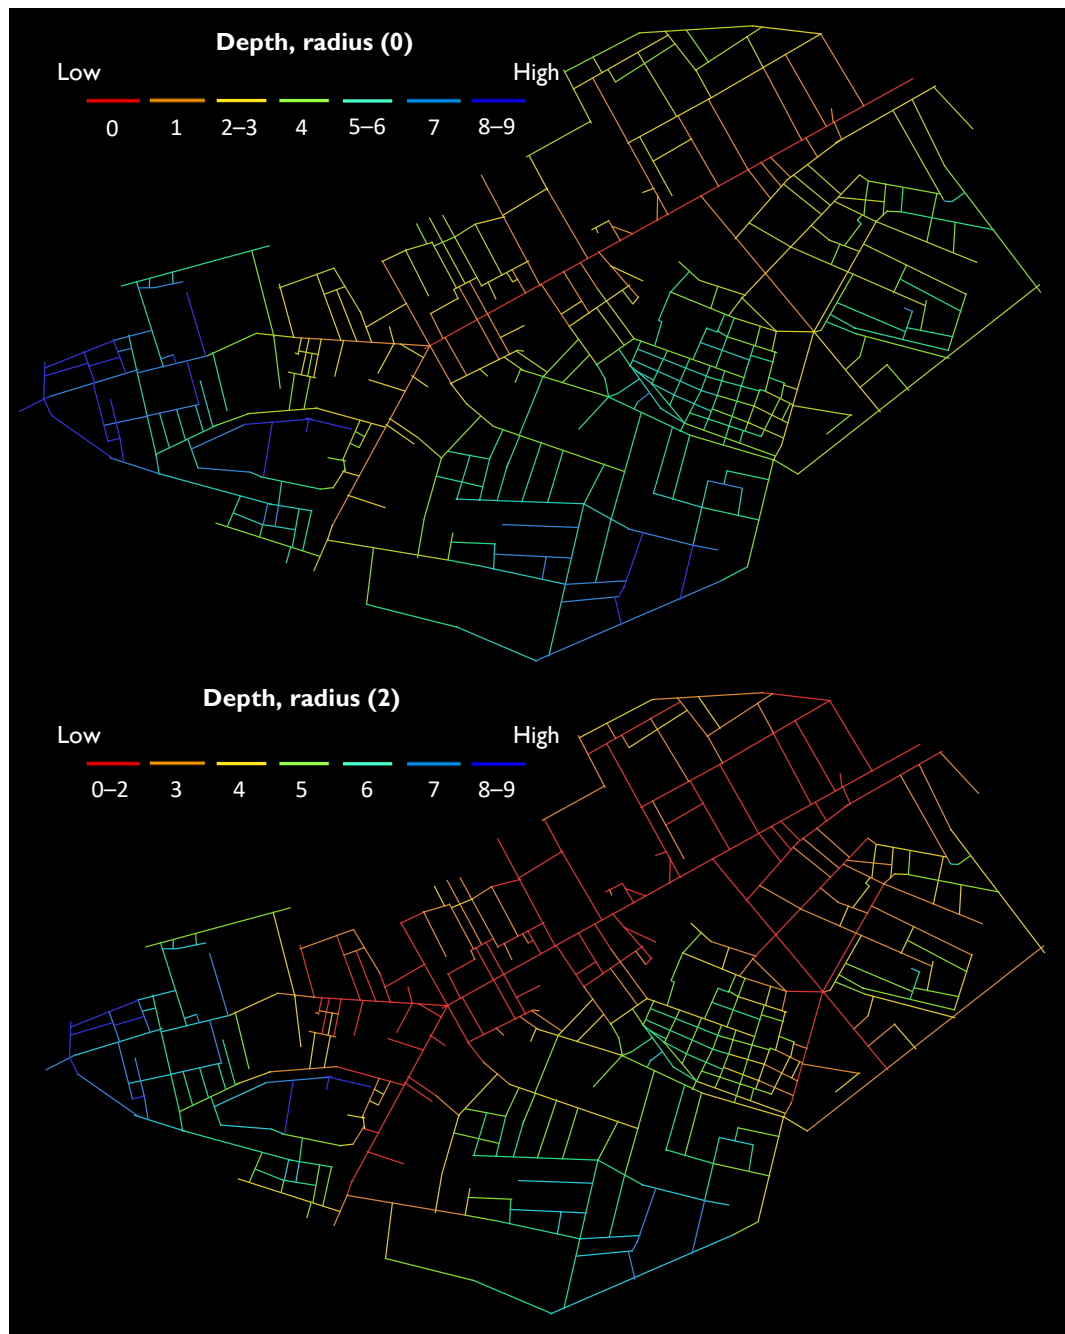 Depth, radius (0)
Low High
0 1 2–3 4 5–6 7 8–9
Depth, radius (2)
Low High
0–2 3 4 5 6 7 8–9